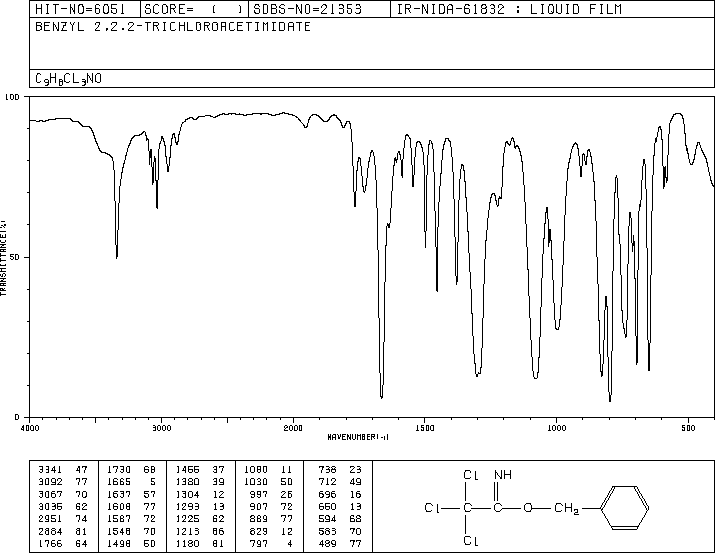 HIT-NO=6051 SCORE= ( ) SDBS-NO=21353 IR-NIDA-61832 : LIQUID FILM
BENZYL 2,2,2-TRICHLOROACETIMIDATE
C9H8CL3NO
100
50
0
TRANSMITTANCE(%)
4000 3000 2000 1500 1000 500
WAVENUMBER(-1)
3341 47 1730 68 1455 37 1080 11 738 23
3092 77 1665 5 1380 39 1030 50 712 49
3067 70 1637 57 1304 12 997 26 696 16
3035 62 1608 77 1293 13 907 72 650 13
2951 74 1587 72 1225 62 889 77 594 68
2884 81 1548 70 1213 66 829 12 583 70
1766 64 1498 50 1180 81 797 4 489 77
Cl NH
Cl C C O CH2
Cl